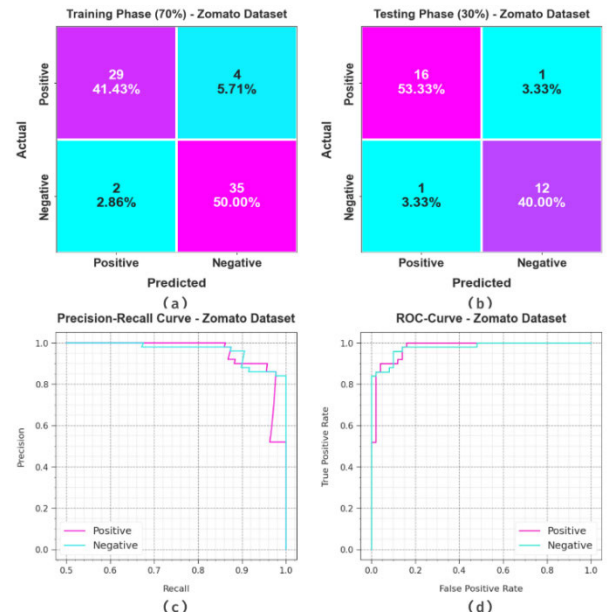 Training Phase (70%) - Zomato Dataset
Positive
Negative
Actual
29
41.43%
4
5.71%
2
2.86%
35
50.00%
Positive
Negative
Predicted
(a)
Testing Phase (30%) - Zomato Dataset
Positive
Negative
Actual
16
53.33%
1
3.33%
1
3.33%
12
40.00%
Positive
Negative
Predicted
(b)
Precision-Recall Curve - Zomato Dataset
1.0
0.8
0.6
0.4
0.2
0.0
Precision
Positive
Negative
0.5
0.6
0.7
0.8
0.9
1.0
Recall
(c)
ROC-Curve - Zomato Dataset
1.0
0.8
0.6
0.4
0.2
0.0
True Positive Rate
Positive
Negative
0.0
0.2
0.4
0.6
0.8
1.0
False Positive Rate
(d)